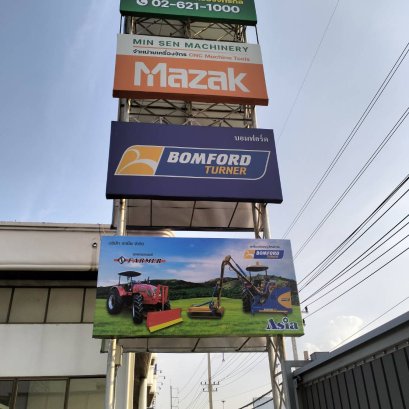 02-621-1000
MIN SEN MACHINERY
จำหน่ายเครื่องจักร CNC Machine Tools
Mazak
บอมฟอร์ด
BOMFORD
TURNER
FARMER
BOMFORD
Asia